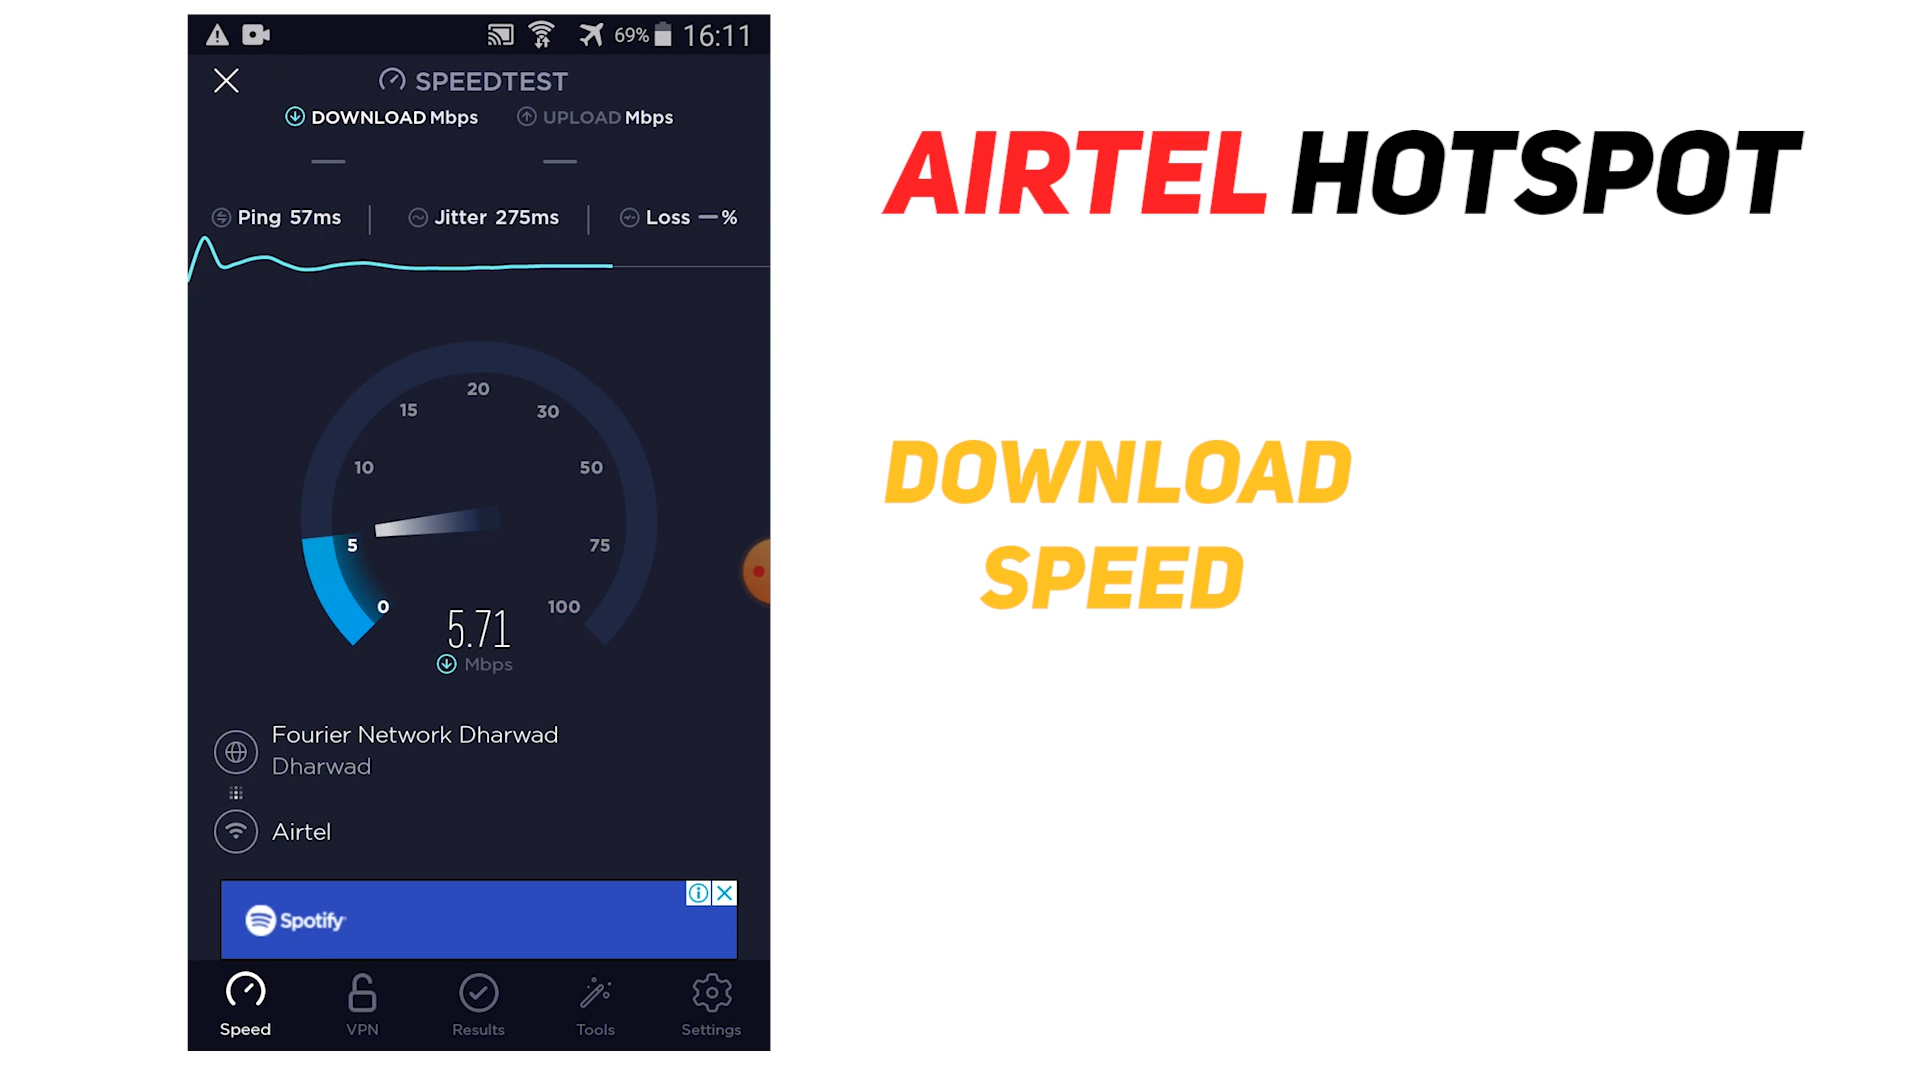 69% 16:11
SPEEDTEST
DOWNLOAD Mbps UPLOAD Mbps
Ping 57ms Jitter 275ms Loss —%
20
15 30
10 50
5 75
0 100
5.71
Mbps
Fourier Network Dharwad
Dharwad
Airtel
Spotify
Speed VPN Results Tools Settings
AIRTEL HOTSPOT
DOWNLOAD
SPEED